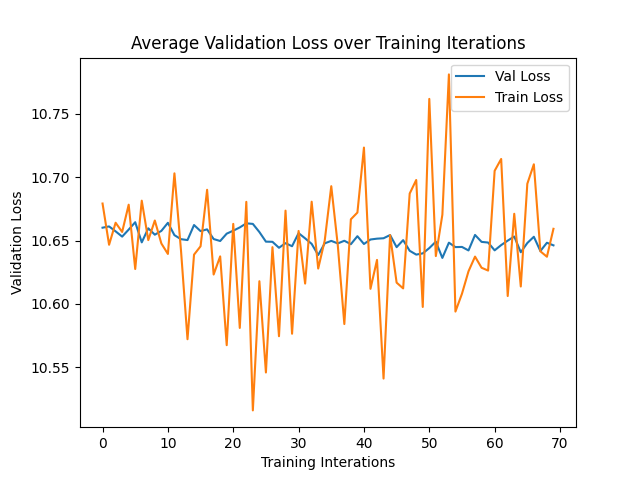 Average Validation Loss over Training Iterations
Val Loss
Train Loss
Validation Loss
10.75
10.70
10.65
10.60
10.55
0 10 20 30 40 50 60 70
Training Interations